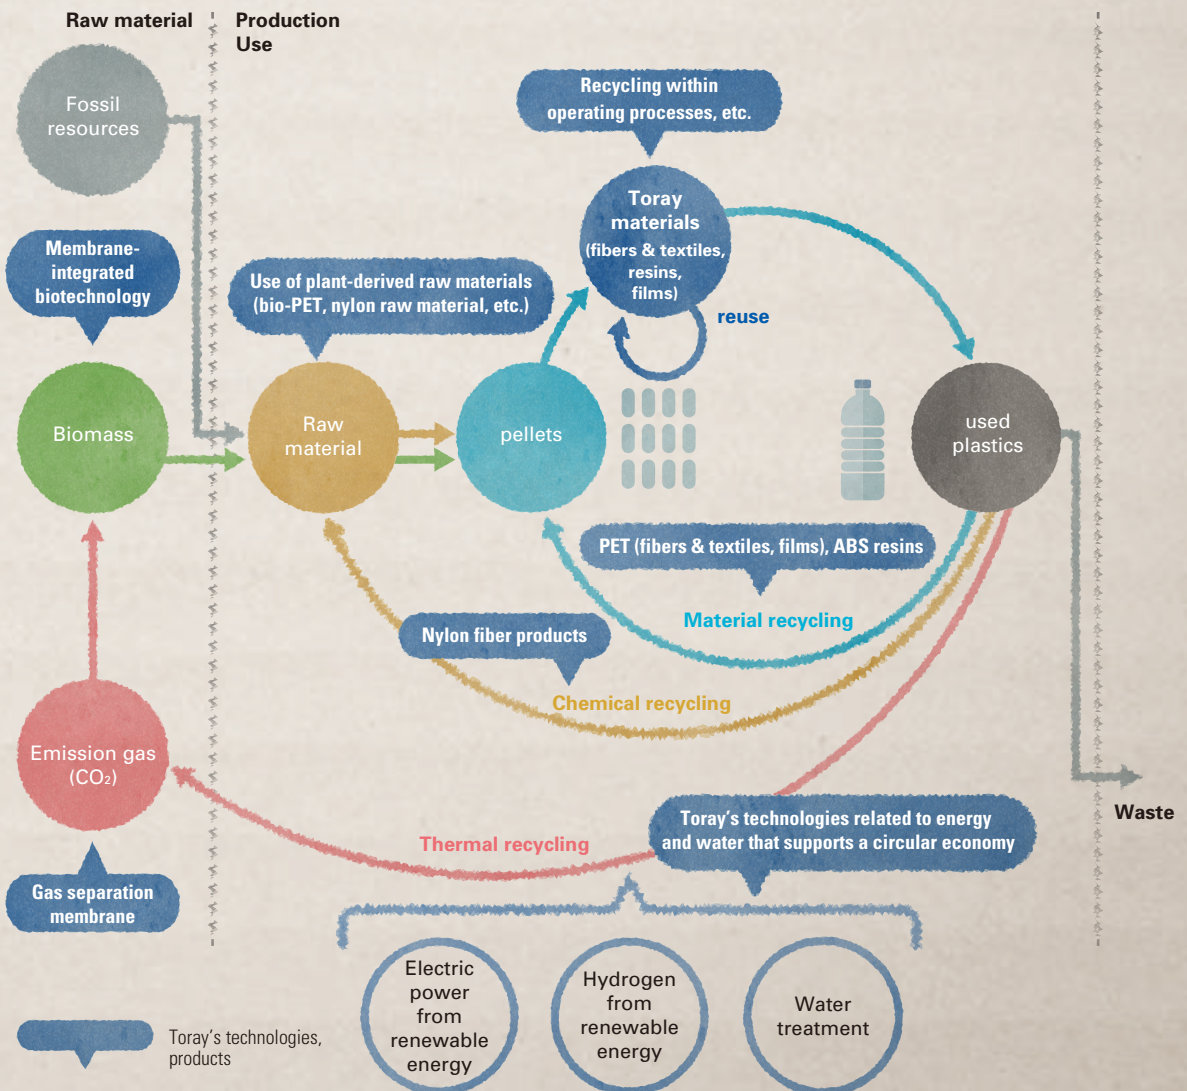 Raw material
Production
Use
Fossil
resources
Recycling within
operating processes, etc.
Toray
materials
(fibers & textiles,
resins,
films)
Membrane-
integrated
biotechnology
Use of plant-derived raw materials
(bio-PET, nylon raw material, etc.)
reuse
Biomass
Raw
material
pellets
used
plastics
PET (fibers & textiles, films), ABS resins
Material recycling
Nylon fiber products
Chemical recycling
Emission gas
(CO₂)
Toray’s technologies related to energy
and water that supports a circular economy
Waste
Thermal recycling
Gas separation
membrane
Electric
power
from
renewable
energy
Hydrogen
from
renewable
energy
Water
treatment
Toray’s technologies,
products